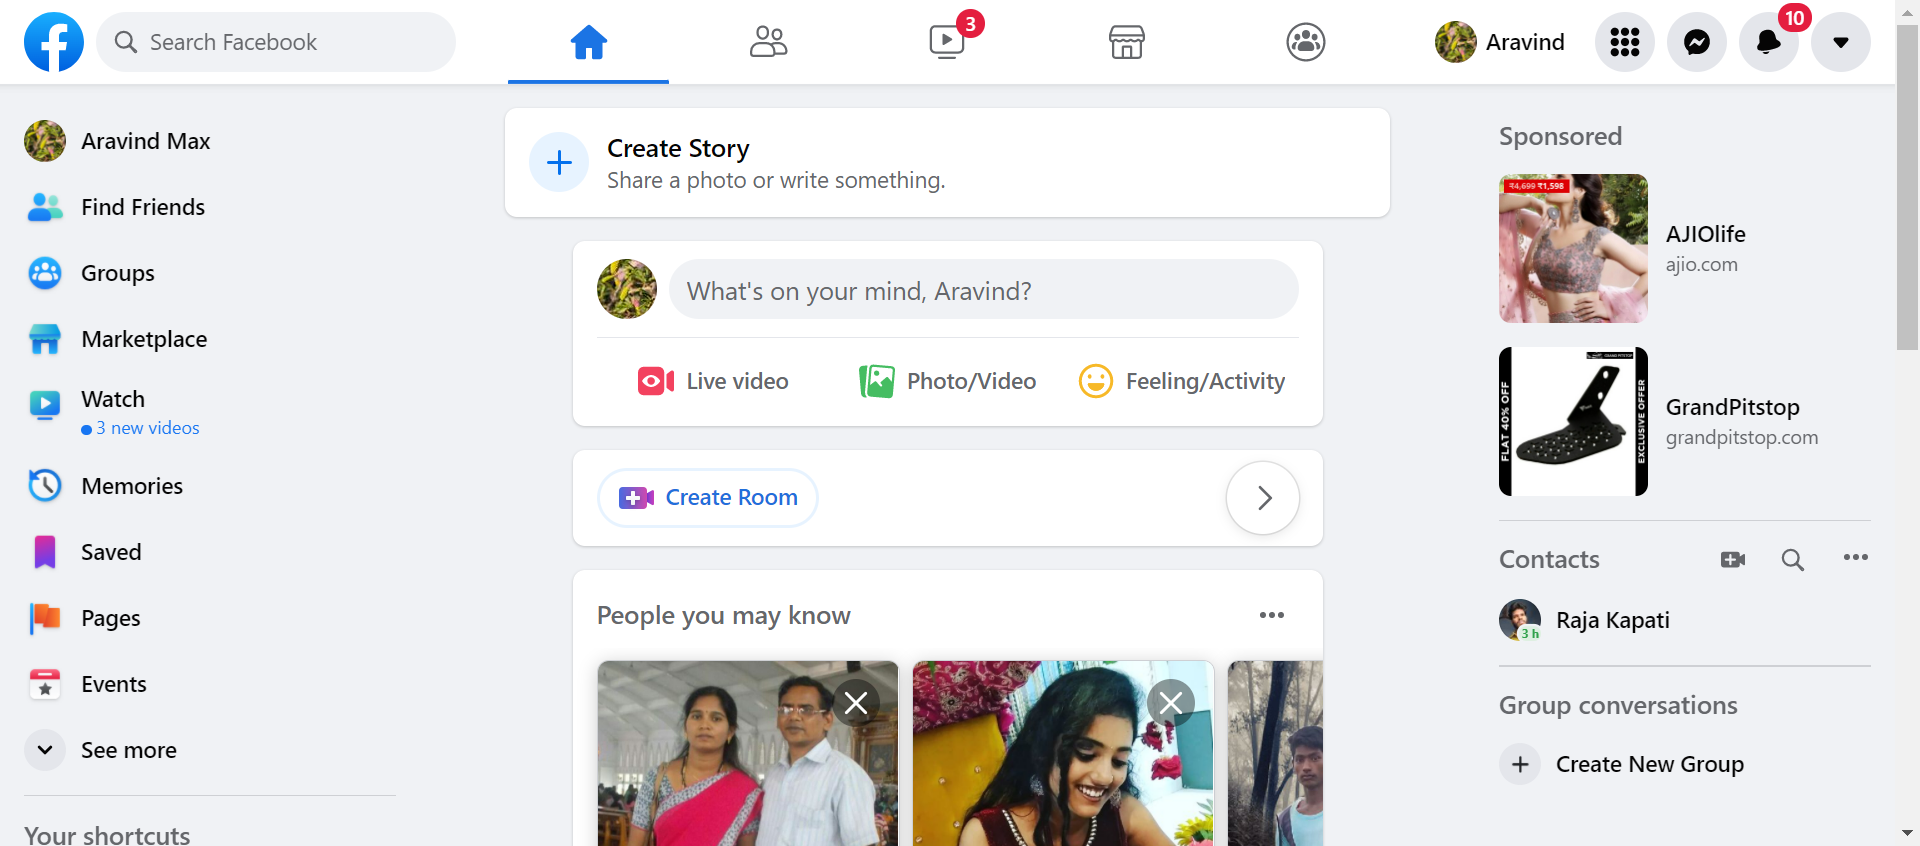 Search Facebook
3
Aravind
10
Aravind Max
Find Friends
Groups
Marketplace
Watch
3 new videos
Memories
Saved
Pages
Events
See more
Your shortcuts
Create Story
Share a photo or write something.
What's on your mind, Aravind?
Live video
Photo/Video
Feeling/Activity
Create Room
People you may know
Sponsored
₹4,699 ₹1,598
AJIOlife
ajio.com
FLAT 40% OFF
EXCLUSIVE OFFER
GrandPitstop
grandpitstop.com
Contacts
Raja Kapati
3 h
Group conversations
Create New Group